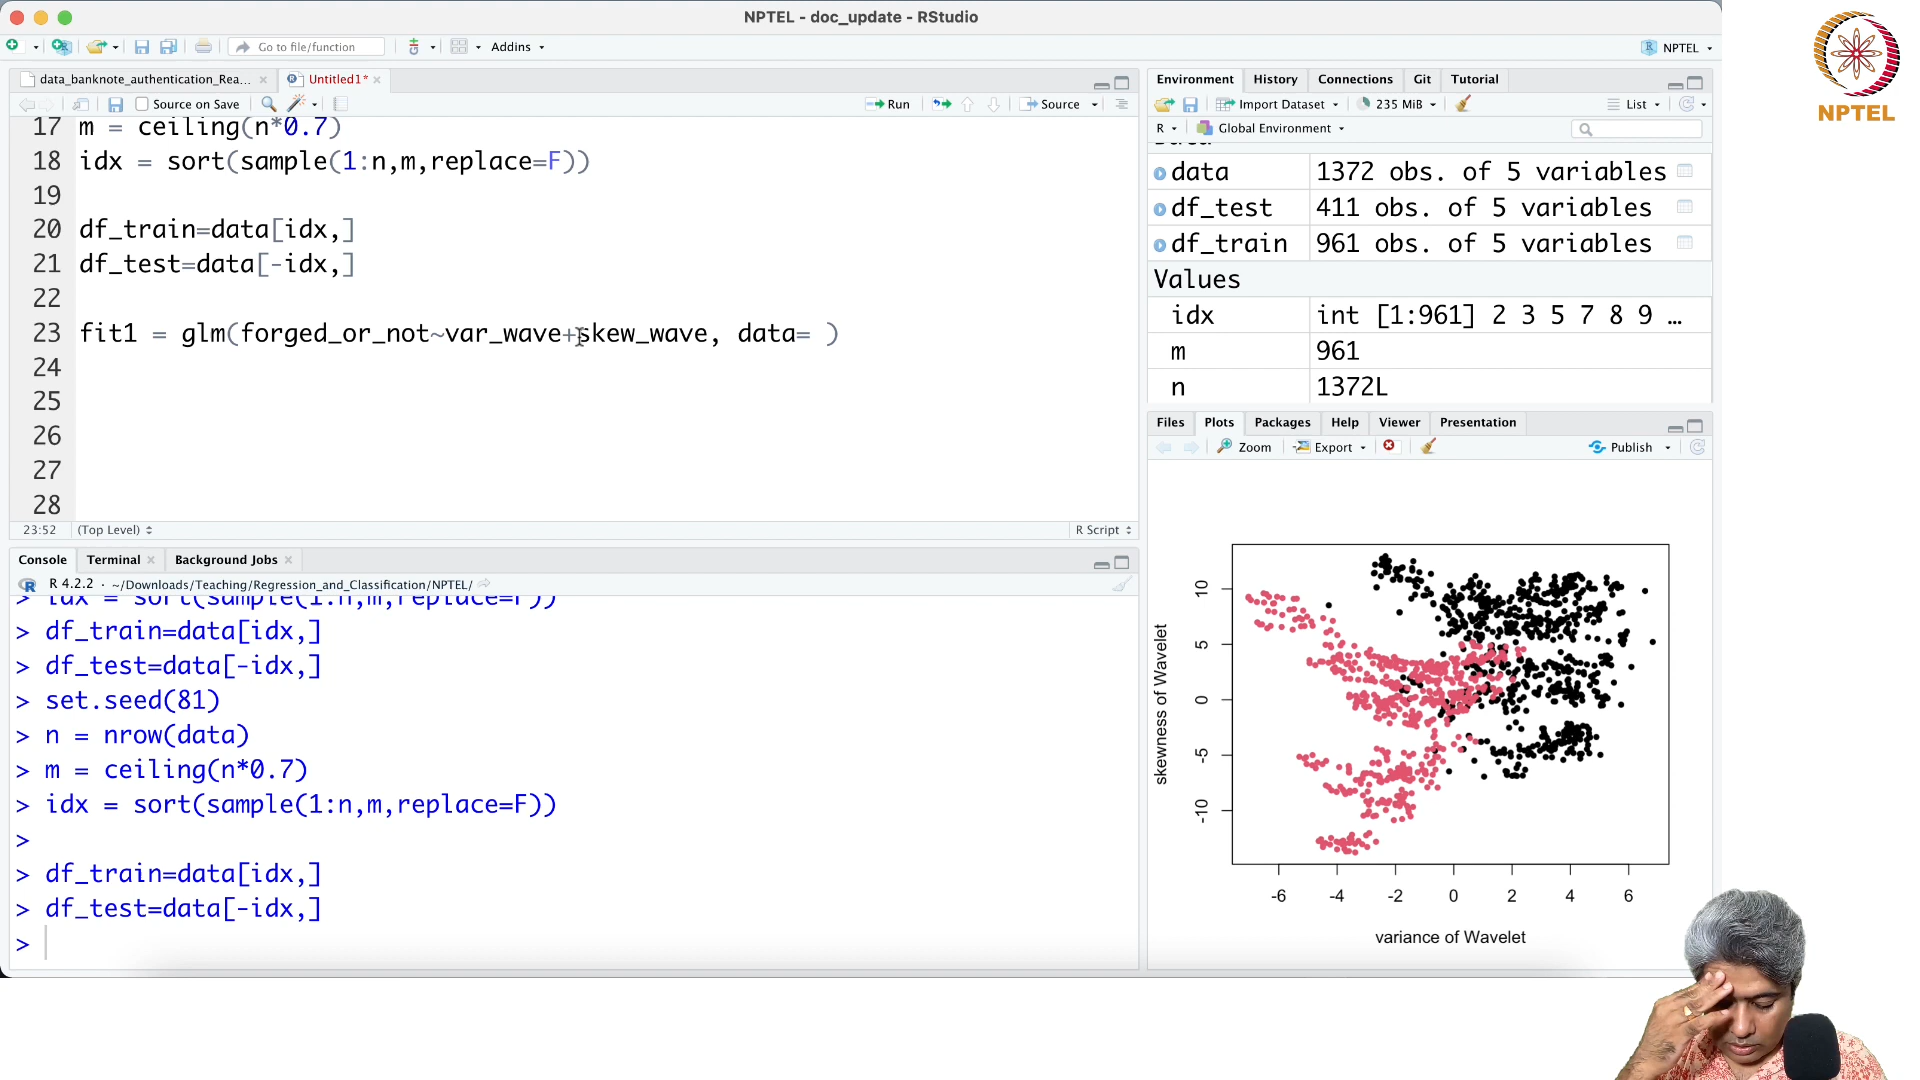 NPTEL - doc_update - RStudio
Go to file/function
Addins
NPTEL
data_banknote_authentication_Rea...
Untitled1*
Source on Save
Run
Source
17 m = ceiling(n*0.7)
18 idx = sort(sample(1:n,m,replace=F))
19
20 df_train=data[idx,]
21 df_test=data[-idx,]
22
23 fit1 = glm(forged_or_not~var_wave+skew_wave, data= )
24
25
26
27
28
23:52 (Top Level) R Script
Console Terminal Background Jobs
R 4.2.2 · ~/Downloads/Teaching/Regression_and_Classification/NPTEL/
> idx = sort(sample(1:n,m,replace=F))
> df_train=data[idx,]
> df_test=data[-idx,]
> set.seed(81)
> n = nrow(data)
> m = ceiling(n*0.7)
> idx = sort(sample(1:n,m,replace=F))
>
> df_train=data[idx,]
> df_test=data[-idx,]
>
Environment History Connections Git Tutorial
Import Dataset 235 MiB List
R Global Environment
Data
data 1372 obs. of 5 variables
df_test 411 obs. of 5 variables
df_train 961 obs. of 5 variables
Values
idx int [1:961] 2 3 5 7 8 9 …
m 961
n 1372L
Files Plots Packages Help Viewer Presentation
Zoom Export Publish
skewness of Wavelet
10
5
0
-5
-10
-6 -4 -2 0 2 4 6
variance of Wavelet
NPTEL